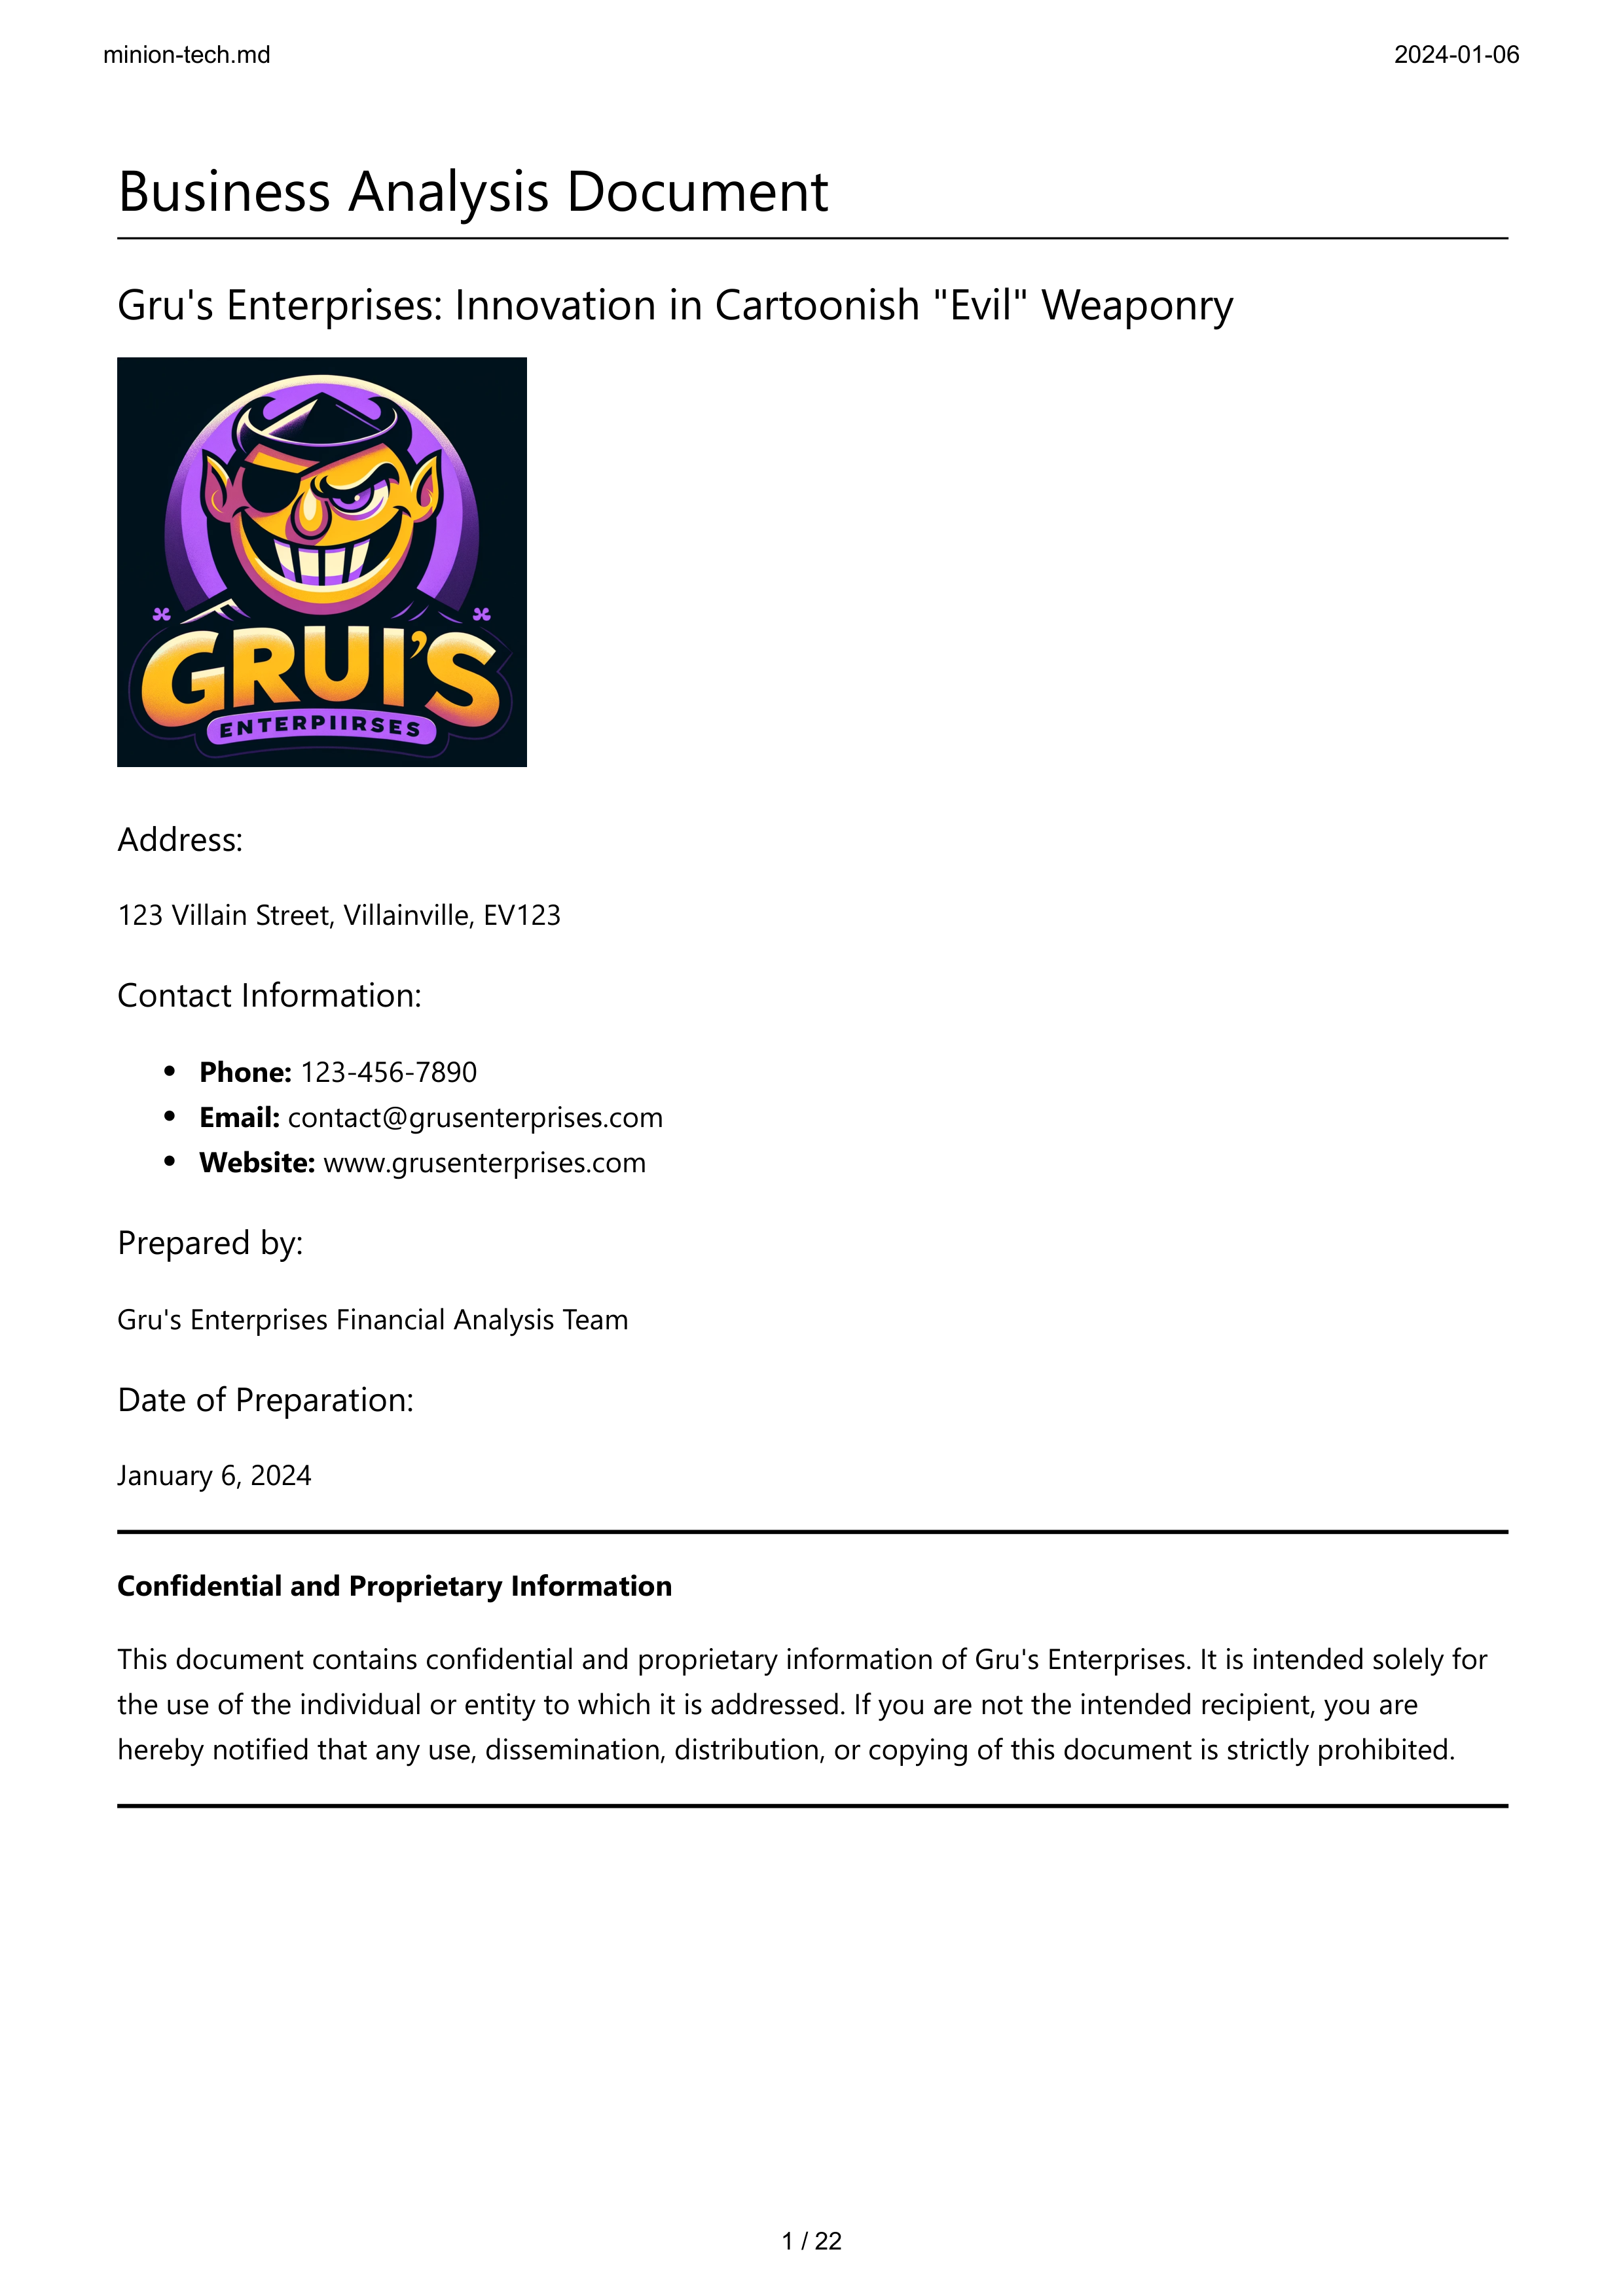 minion-tech.md
2024-01-06
Business Analysis Document
Gru's Enterprises: Innovation in Cartoonish "Evil" Weaponry
GRUI'S
ENTERPIIRSES
Address:
123 Villain Street, Villainville, EV123
Contact Information:
• Phone: 123-456-7890
• Email: contact@grusenterprises.com
• Website: www.grusenterprises.com
Prepared by:
Gru's Enterprises Financial Analysis Team
Date of Preparation:
January 6, 2024
Confidential and Proprietary Information
This document contains confidential and proprietary information of Gru's Enterprises. It is intended solely for
the use of the individual or entity to which it is addressed. If you are not the intended recipient, you are
hereby notified that any use, dissemination, distribution, or copying of this document is strictly prohibited.
1 / 22